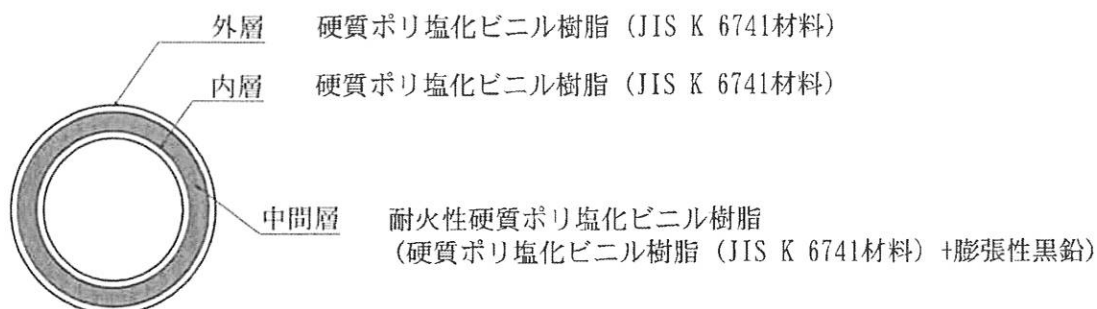 外層 硬質ポリ塩化ビニル樹脂 (JIS K 6741材料)
内層 硬質ポリ塩化ビニル樹脂 (JIS K 6741材料)
中間層 耐火性硬質ポリ塩化ビニル樹脂
(硬質ポリ塩化ビニル樹脂 (JIS K 6741材料) +膨張性黒鉛)